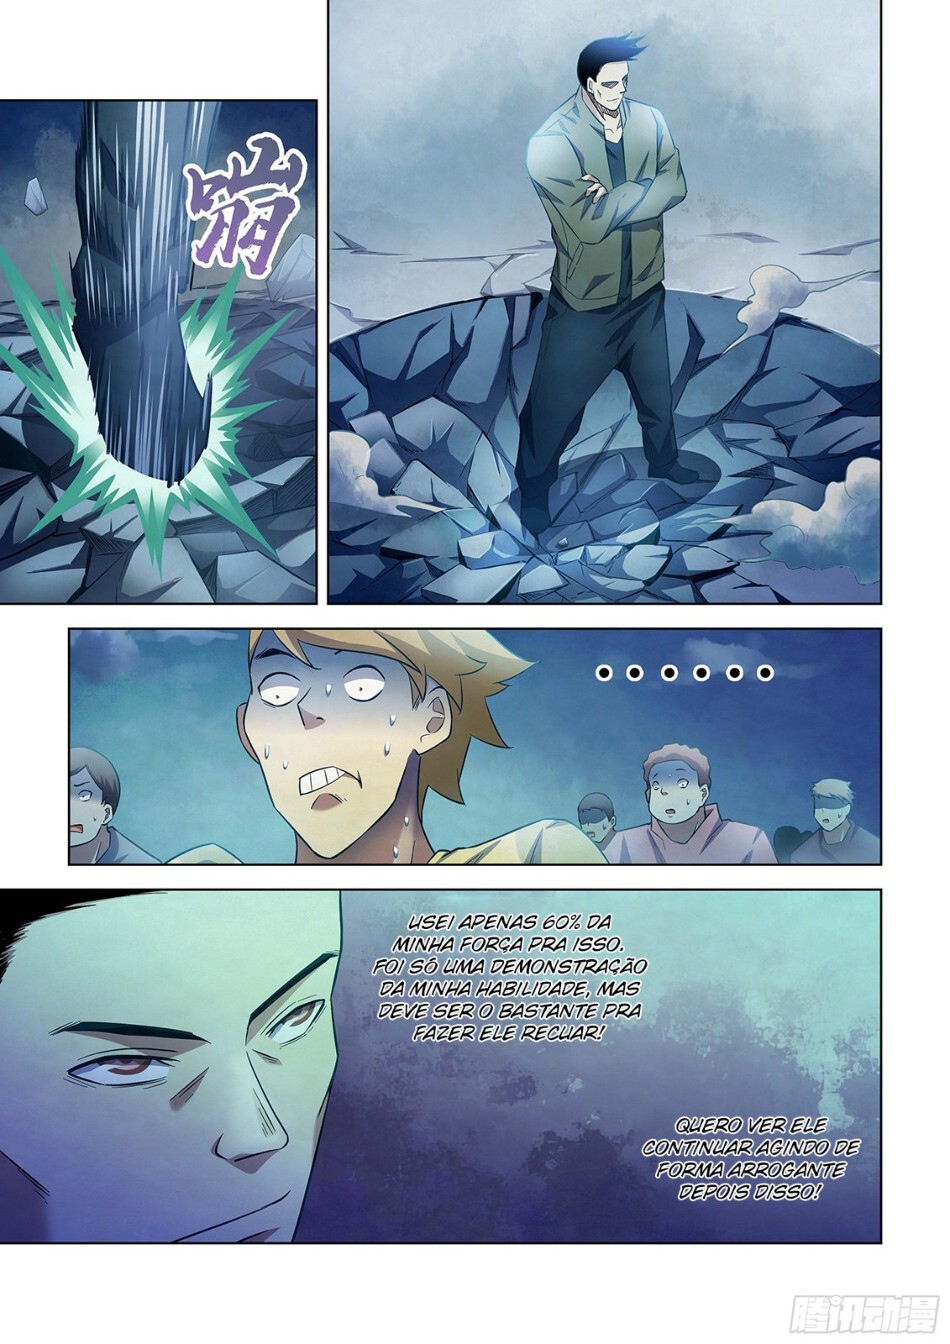 嘣
......
USEI APENAS 60% DA
MINHA FORÇA PRA ISSO.
FOI SÓ UMA DEMONSTRAÇÃO
DA MINHA HABILIDADE, MAS
DEVE SER O BASTANTE PRA
FAZER ELE RECUAR!
QUERO VER ELE
CONTINUAR AGINDO DE
FORMA ARROGANTE
DEPOIS DISSO!
腾讯动漫